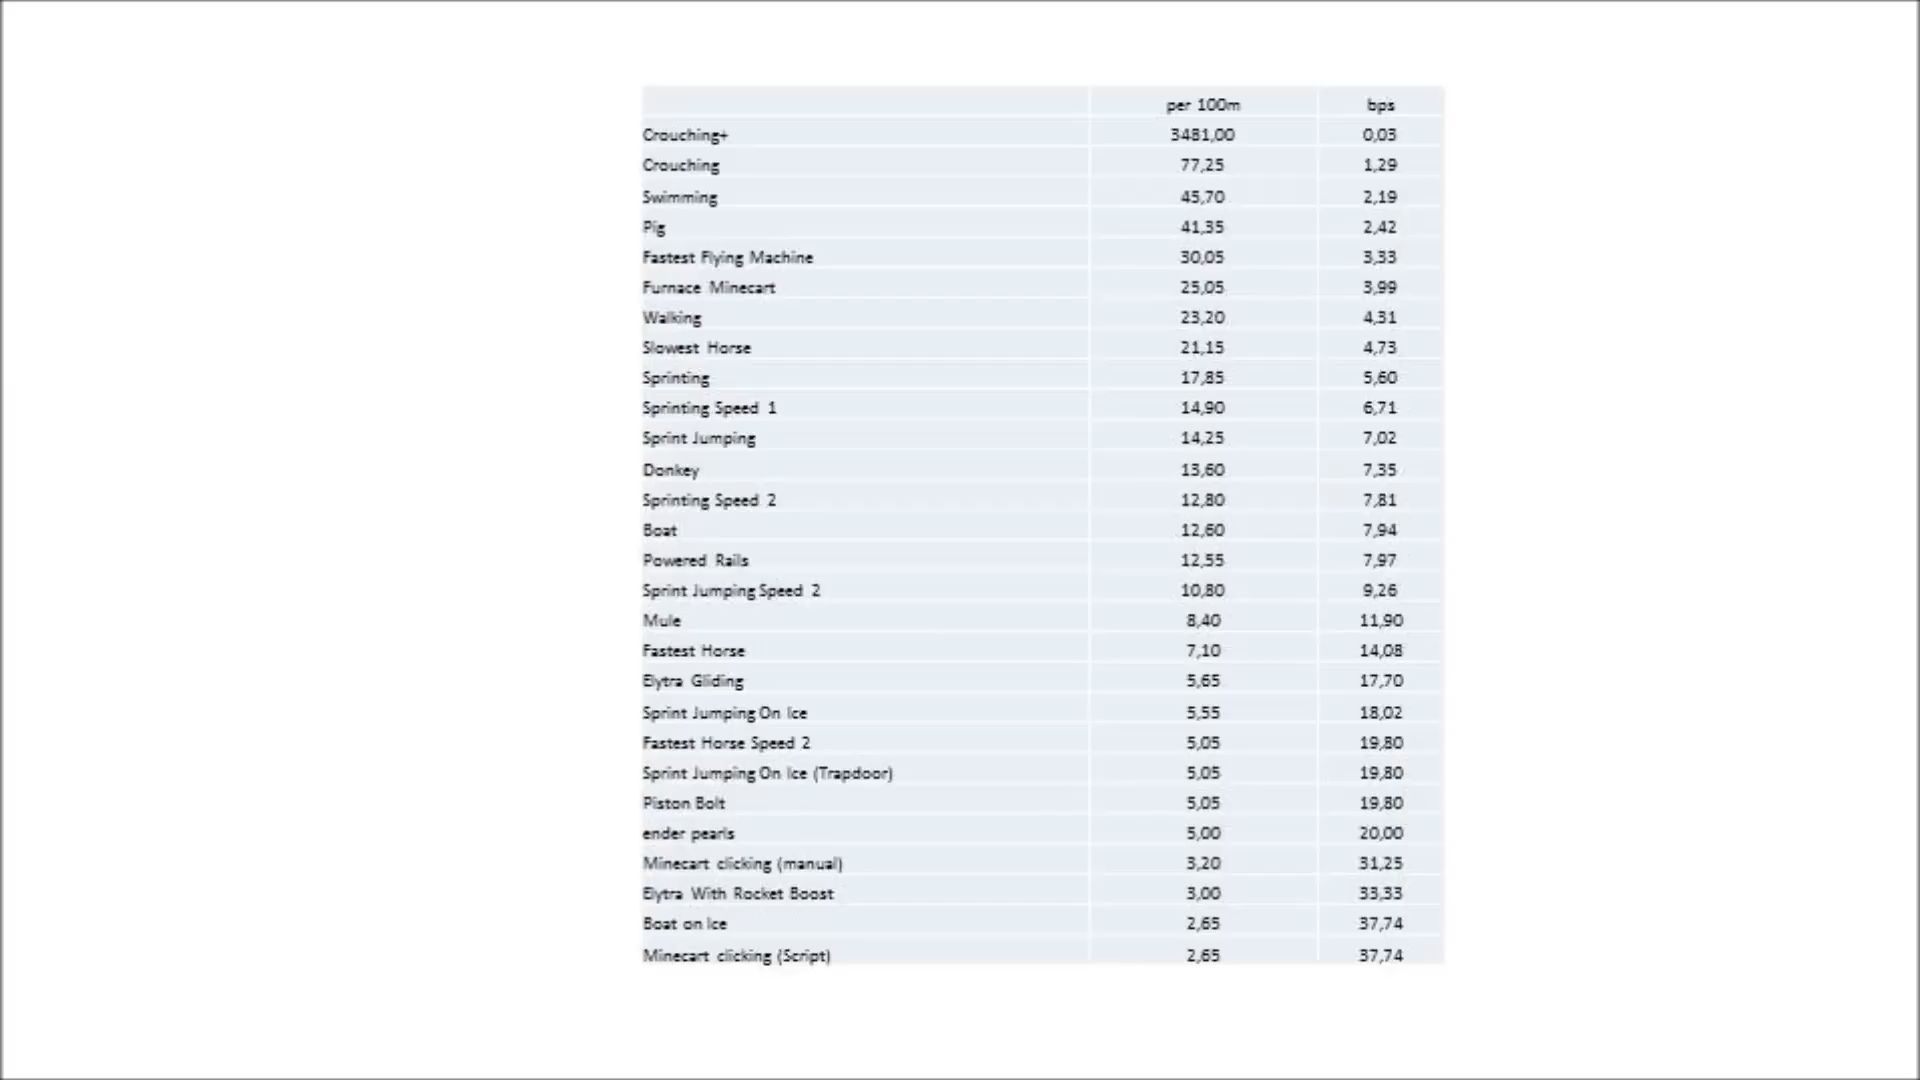 per 100m bps
Crouching+ 3481,00 0,03
Crouching 77,25 1,29
Swimming 45,70 2,19
Pig 41,35 2,42
Fastest Flying Machine 30,05 3,33
Furnace Minecart 25,05 3,99
Walking 23,20 4,31
Slowest Horse 21,15 4,73
Sprinting 17,85 5,60
Sprinting Speed 1 14,90 6,71
Sprint Jumping 14,25 7,02
Donkey 13,60 7,35
Sprinting Speed 2 12,80 7,81
Boat 12,60 7,94
Powered Rails 12,55 7,97
Sprint Jumping Speed 2 10,80 9,26
Mule 8,40 11,90
Fastest Horse 7,10 14,08
Elytra Gliding 5,65 17,70
Sprint Jumping On Ice 5,55 18,02
Fastest Horse Speed 2 5,05 19,80
Sprint Jumping On Ice (Trapdoor) 5,05 19,80
Piston Bolt 5,05 19,80
ender pearls 5,00 20,00
Minecart clicking (manual) 3,20 31,25
Elytra With Rocket Boost 3,00 33,33
Boat on Ice 2,65 37,74
Minecart clicking (Script) 2,65 37,74